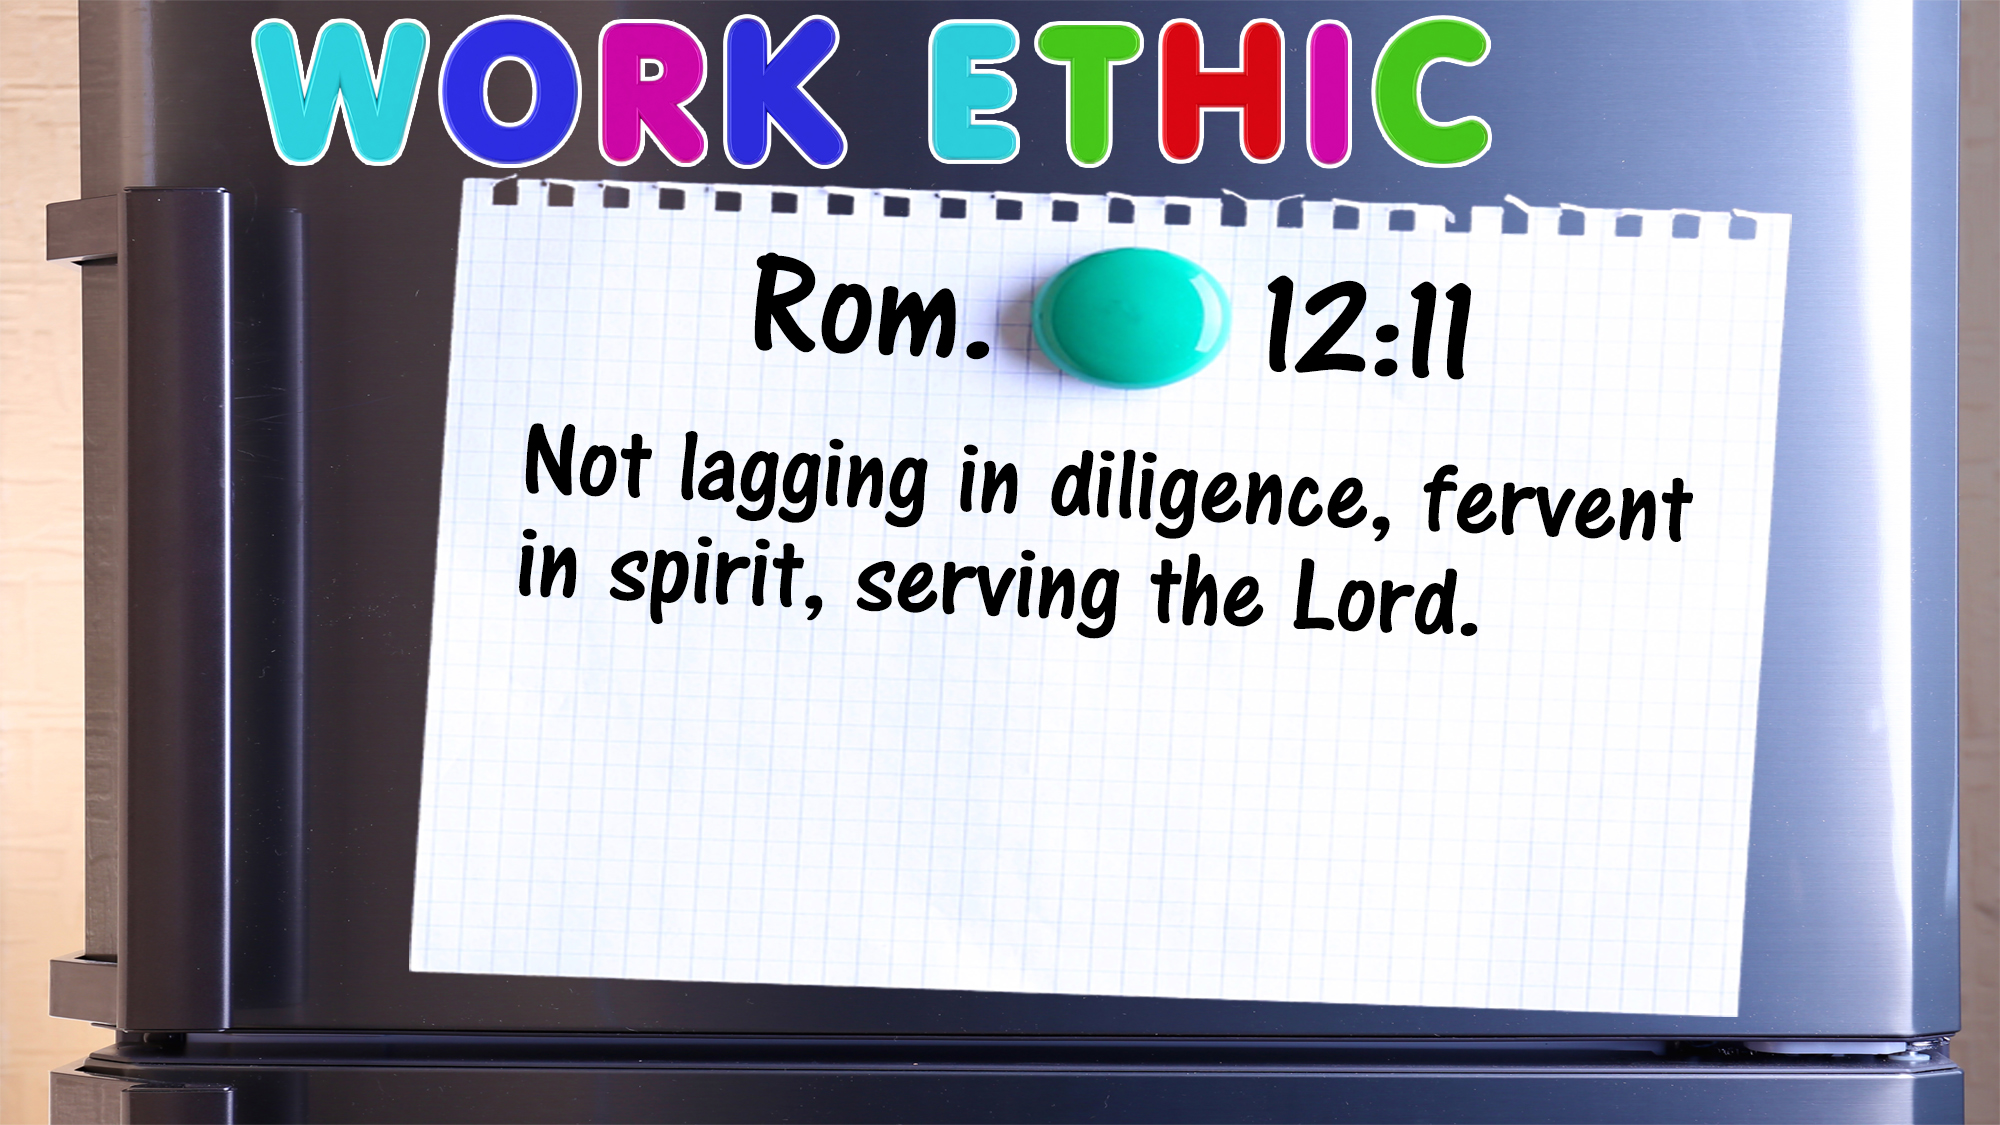 WORK ETHIC
Rom. 12:11
Not lagging in diligence, fervent
in spirit, serving the Lord.